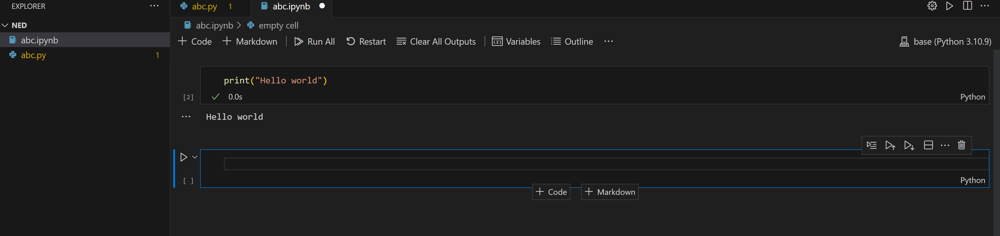 EXPLORER ...
NED
abc.ipynb
abc.py 1
abc.py 1 abc.ipynb
abc.ipynb > empty cell
+ Code + Markdown | Run All Restart Clear All Outputs | (x) Variables Outline ... base (Python 3.10.9)
print("Hello world")
[2] ✓ 0.0s Python
... Hello world
[ ] Python
+ Code + Markdown